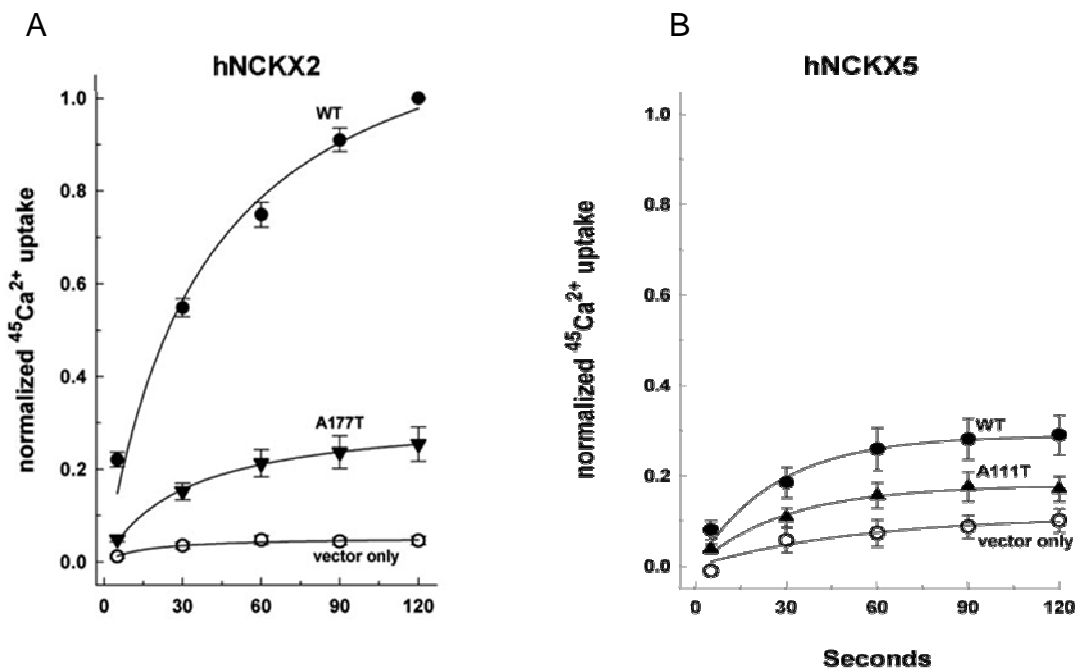 A
hNCKX2
normalized ⁴⁵Ca²⁺ uptake
1.0
0.8
0.6
0.4
0.2
0.0
WT
A177T
vector only
0
30
60
90
120
B
hNCKX5
normalized ⁴⁵Ca²⁺ uptake
1.0
0.8
0.6
0.4
0.2
0.0
WT
A111T
vector only
0
30
60
90
120
Seconds